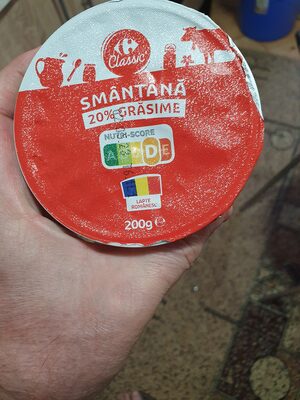 Classic
SMÂNTÂNĂ
20% GRĂSIME
NUTRI-SCORE
A B C D E
LAPTE
ROMÂNESC
200g e